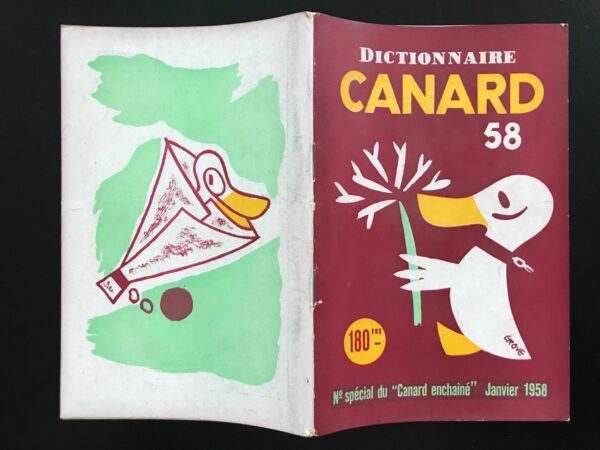 DICTIONNAIRE
CANARD
58
180 FRS
GROVE
Nº spécial du "Canard enchaîné" Janvier 1958